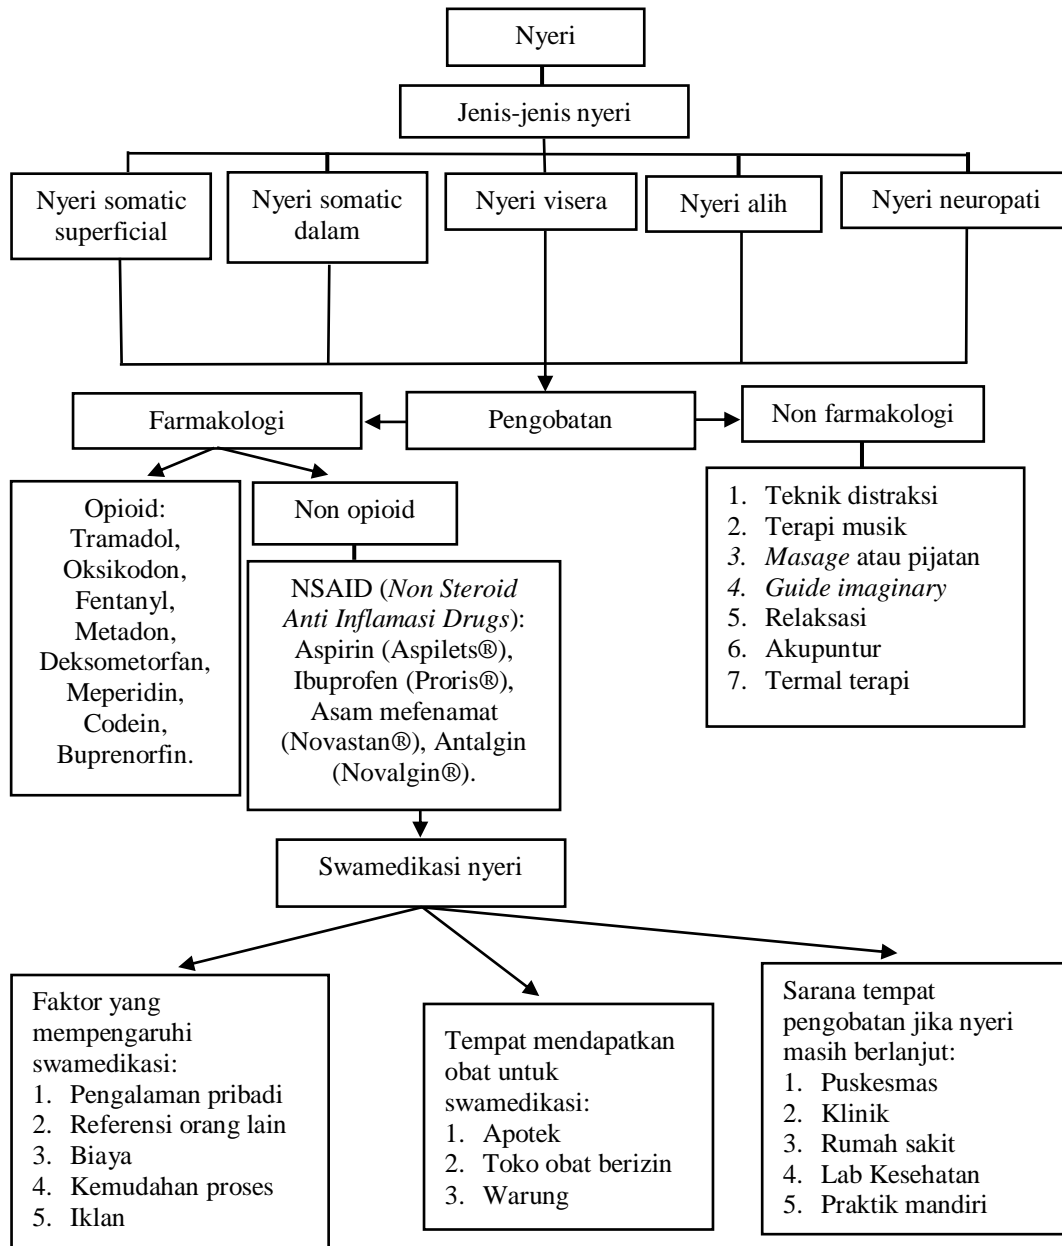 Nyeri
Jenis-jenis nyeri
Nyeri somatic
superficial
Nyeri somatic
dalam
Nyeri visera
Nyeri alih
Nyeri neuropati
Farmakologi
Pengobatan
Non farmakologi
Opioid:
Tramadol,
Oksikodon,
Fentanyl,
Metadon,
Deksometorfan,
Meperidin,
Codein,
Buprenorfin.
Non opioid
NSAID (Non Steroid
Anti Inflamasi Drugs):
Aspirin (Aspilets®),
Ibuprofen (Proris®),
Asam mefenamat
(Novastan®), Antalgin
(Novalgin®).
1. Teknik distraksi
2. Terapi musik
3. Masage atau pijatan
4. Guide imaginary
5. Relaksasi
6. Akupuntur
7. Termal terapi
Swamedikasi nyeri
Faktor yang
mempengaruhi
swamedikasi:
1. Pengalaman pribadi
2. Referensi orang lain
3. Biaya
4. Kemudahan proses
5. Iklan
Tempat mendapatkan
obat untuk
swamedikasi:
1. Apotek
2. Toko obat berizin
3. Warung
Sarana tempat
pengobatan jika nyeri
masih berlanjut:
1. Puskesmas
2. Klinik
3. Rumah sakit
4. Lab Kesehatan
5. Praktik mandiri